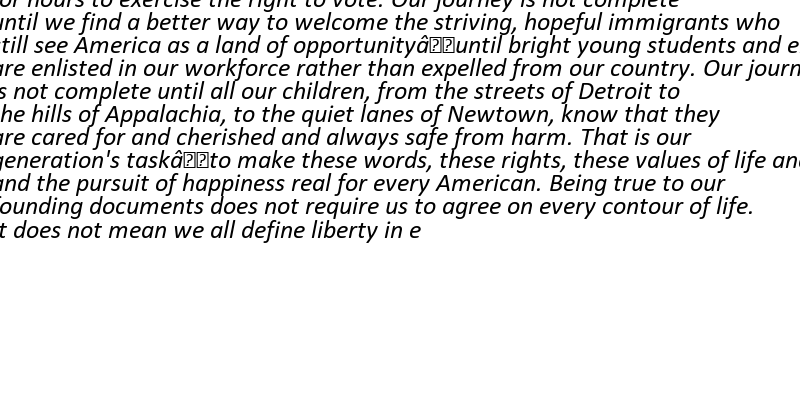 or hours to exercise the right to vote. Our journey is not complete
until we find a better way to welcome the striving, hopeful immigrants who
still see America as a land of opportunityâ��until bright young students and e
are enlisted in our workforce rather than expelled from our country. Our journ
is not complete until all our children, from the streets of Detroit to
the hills of Appalachia, to the quiet lanes of Newtown, know that they
are cared for and cherished and always safe from harm. That is our
generation's taskâ��to make these words, these rights, these values of life and
and the pursuit of happiness real for every American. Being true to our
founding documents does not require us to agree on every contour of life.
It does not mean we all define liberty in e